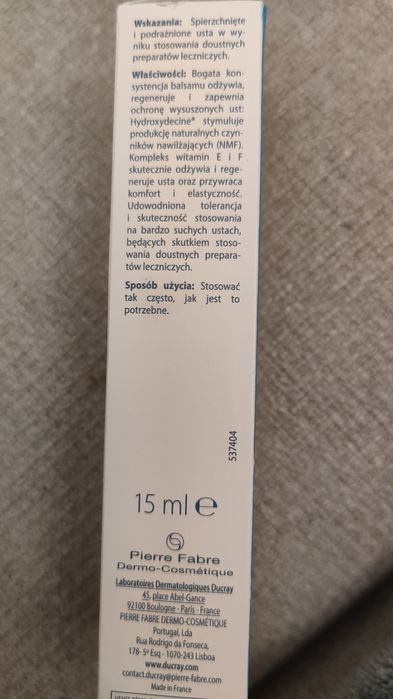 Wskazania: Spierzchnięte
i podrażnione usta w wy-
niku stosowania doustnych
preparatów leczniczych.
Właściwości: Bogata kon-
systencja balsamu odżywia,
regeneruje i zapewnia
ochronę wysuszonych ust:
Hydroxydecine® stymuluje
produkcję naturalnych czyn-
ników nawilżających (NMF).
Kompleks witamin E i F
skutecznie odżywia i rege-
neruje usta oraz przywraca
komfort i elastyczność.
Udowodniona tolerancja
i skuteczność stosowania
na bardzo suchych ustach,
będących skutkiem stoso-
wania doustnych prepara-
tów leczniczych.
Sposób użycia: Stosować
tak często, jak jest to
potrzebne.
537404
15 ml ℮
Pierre Fabre
Dermo-Cosmétique
Laboratoires Dermatologiques Ducray
45, place Abel-Gance
92100 Boulogne - Paris - France
PIERRE FABRE DERMO-COSMÉTIQUE
Portugal, Lda
Rua Rodrigo da Fonseca,
178- 5º Esq - 1070-243 Lisboa
www.ducray.com
contact.ducray@pierre-fabre.com
Made in France